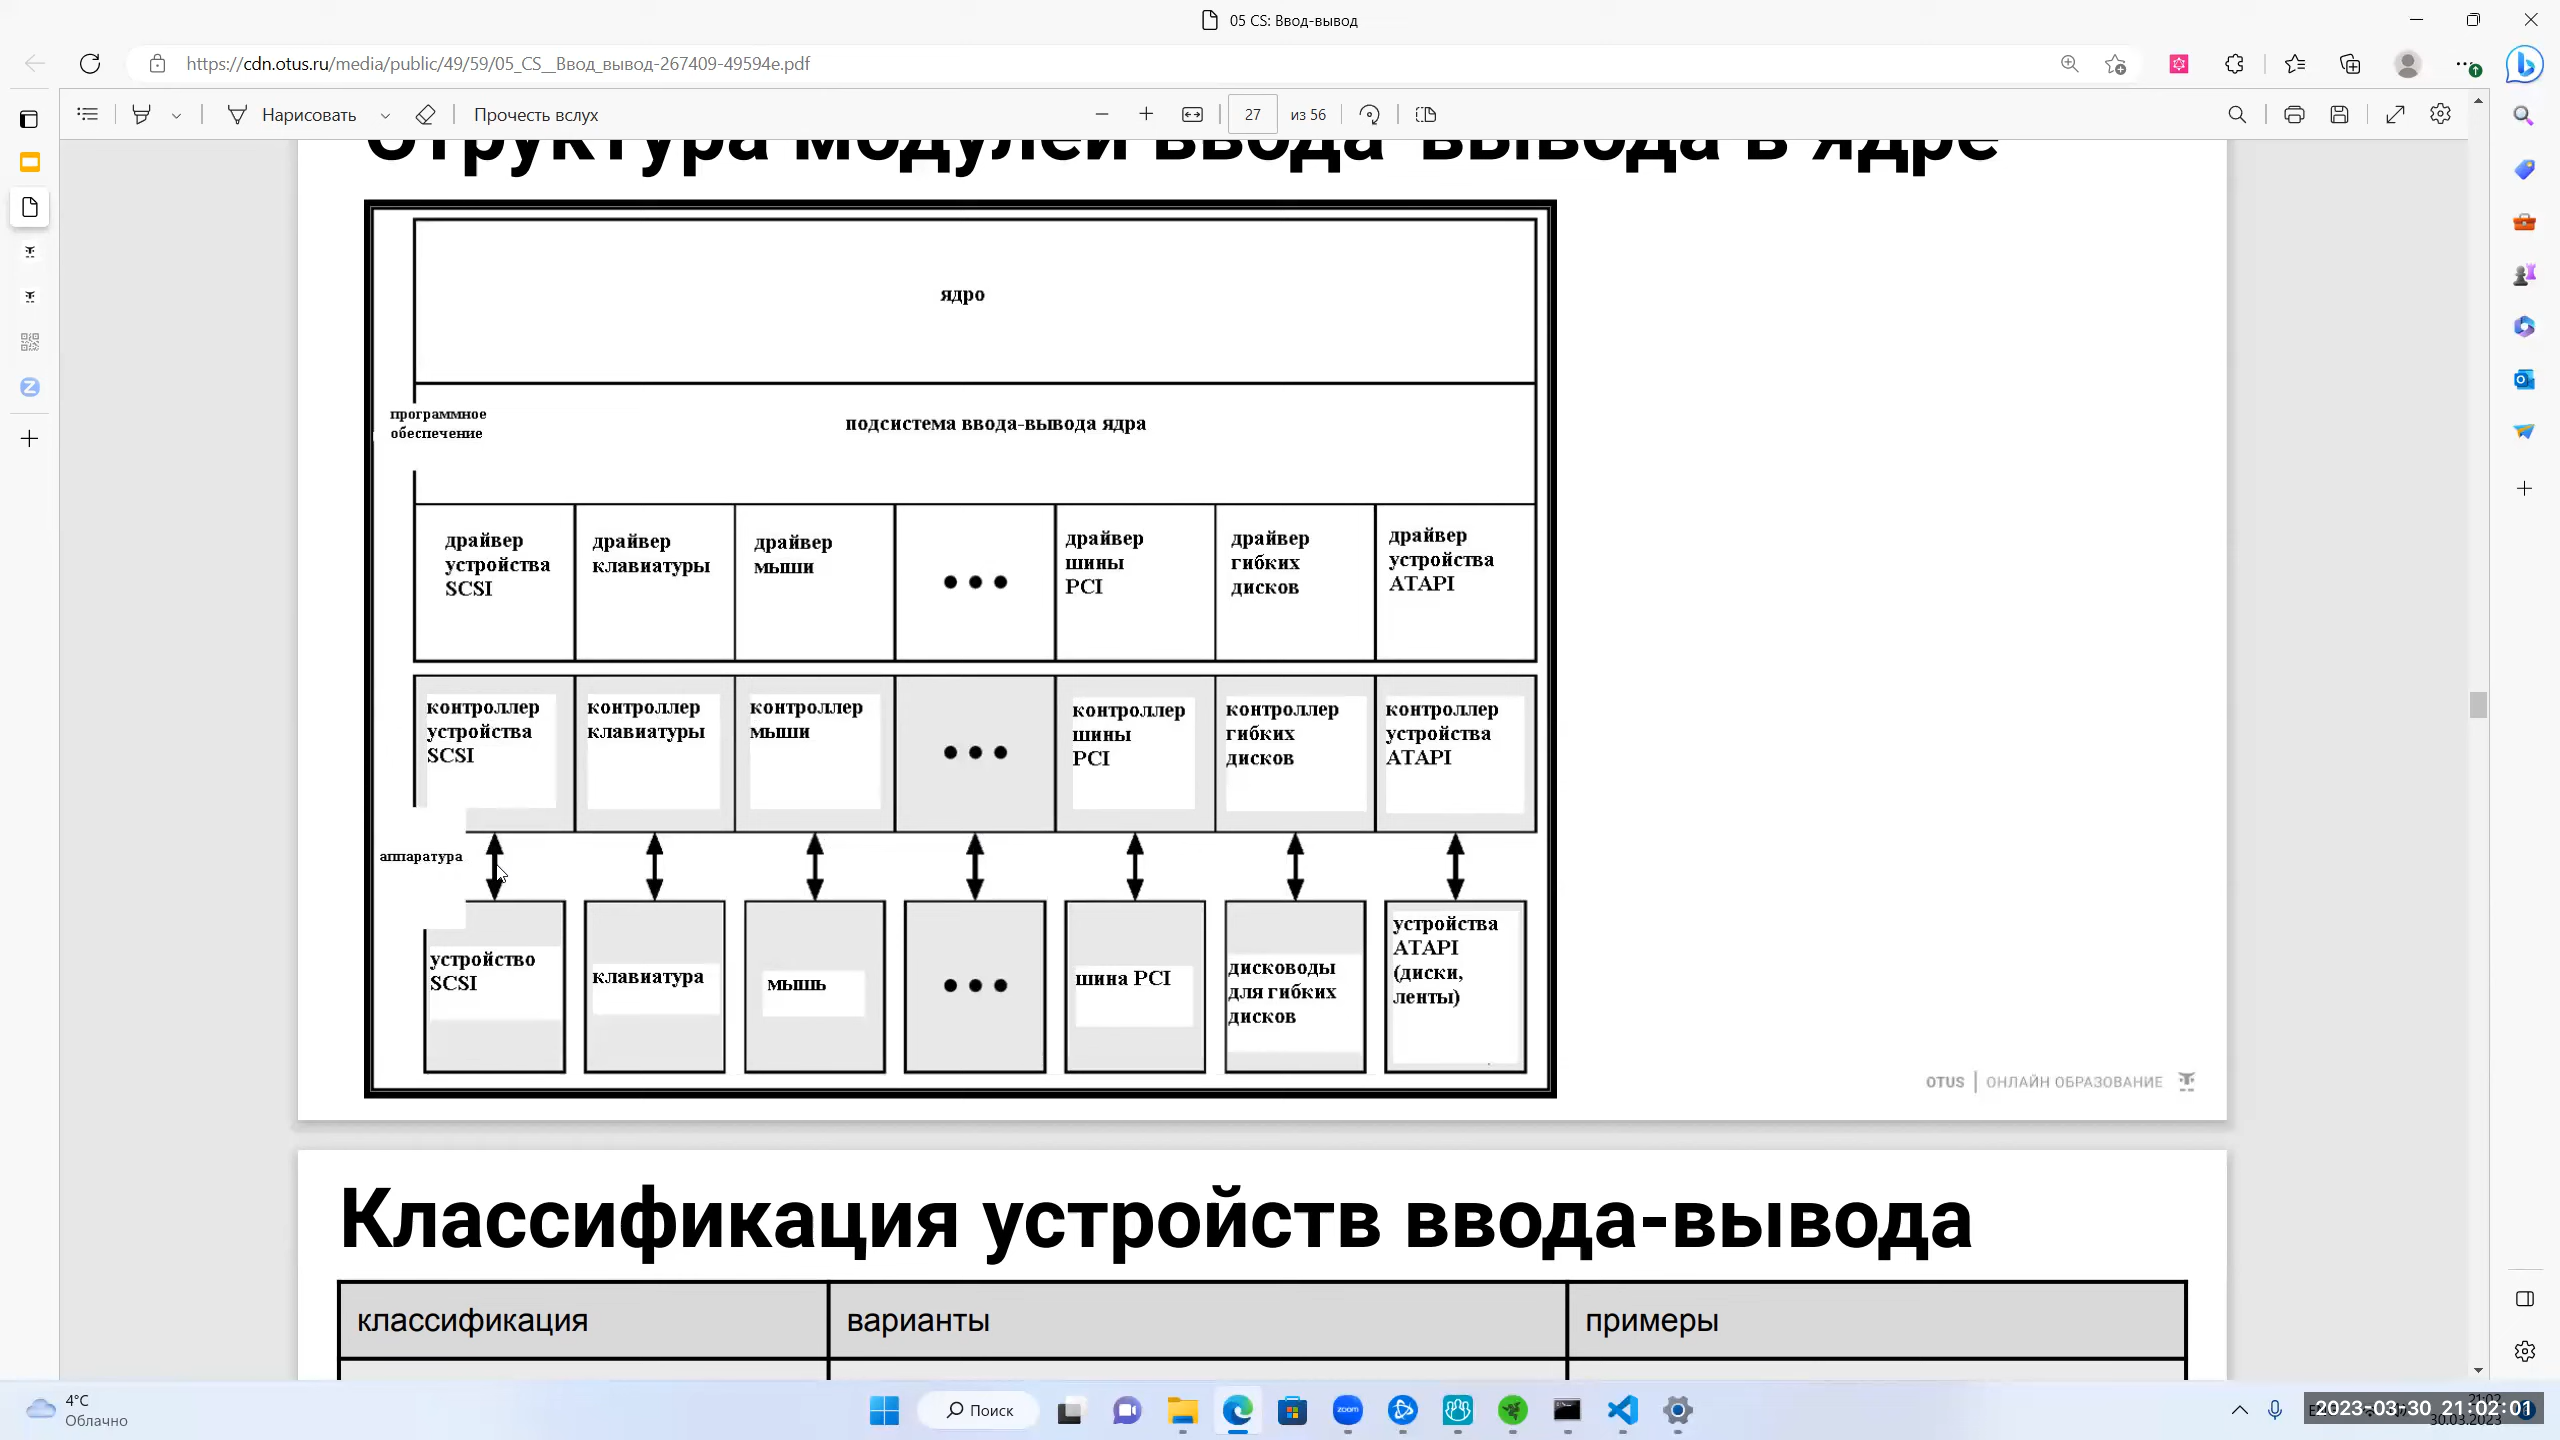 05 CS: Ввод-вывод
https://cdn.otus.ru/media/public/49/59/05_CS__Ввод_вывод-267409-49594e.pdf
Нарисовать
Прочесть вслух
27
из 56
Структура модулей ввода-вывода в ядре
ядро
программное
обеспечение
подсистема ввода-вывода ядра
драйвер
устройства
SCSI
драйвер
клавиатуры
драйвер
мыши
драйвер
шины
PCI
драйвер
гибких
дисков
драйвер
устройства
ATAPI
контроллер
устройства
SCSI
контроллер
клавиатуры
контроллер
мыши
контроллер
шины
PCI
контроллер
гибких
дисков
контроллер
устройства
ATAPI
аппаратура
устройство
SCSI
клавиатура
мышь
шина PCI
дисководы
для гибких
дисков
устройства
ATAPI
(диски,
ленты)
OTUS | ОНЛАЙН ОБРАЗОВАНИЕ
Классификация устройств ввода-вывода
классификация
варианты
примеры
4°C
Облачно
Поиск
zoom
2023-03-30 21:02:01